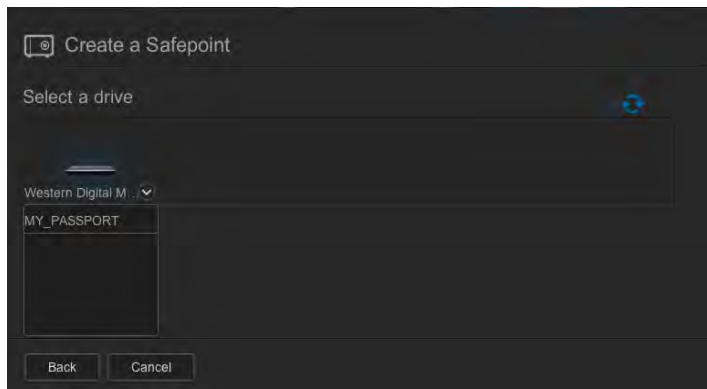 Create a Safepoint
Select a drive
Western Digital M...
MY_PASSPORT
Back Cancel